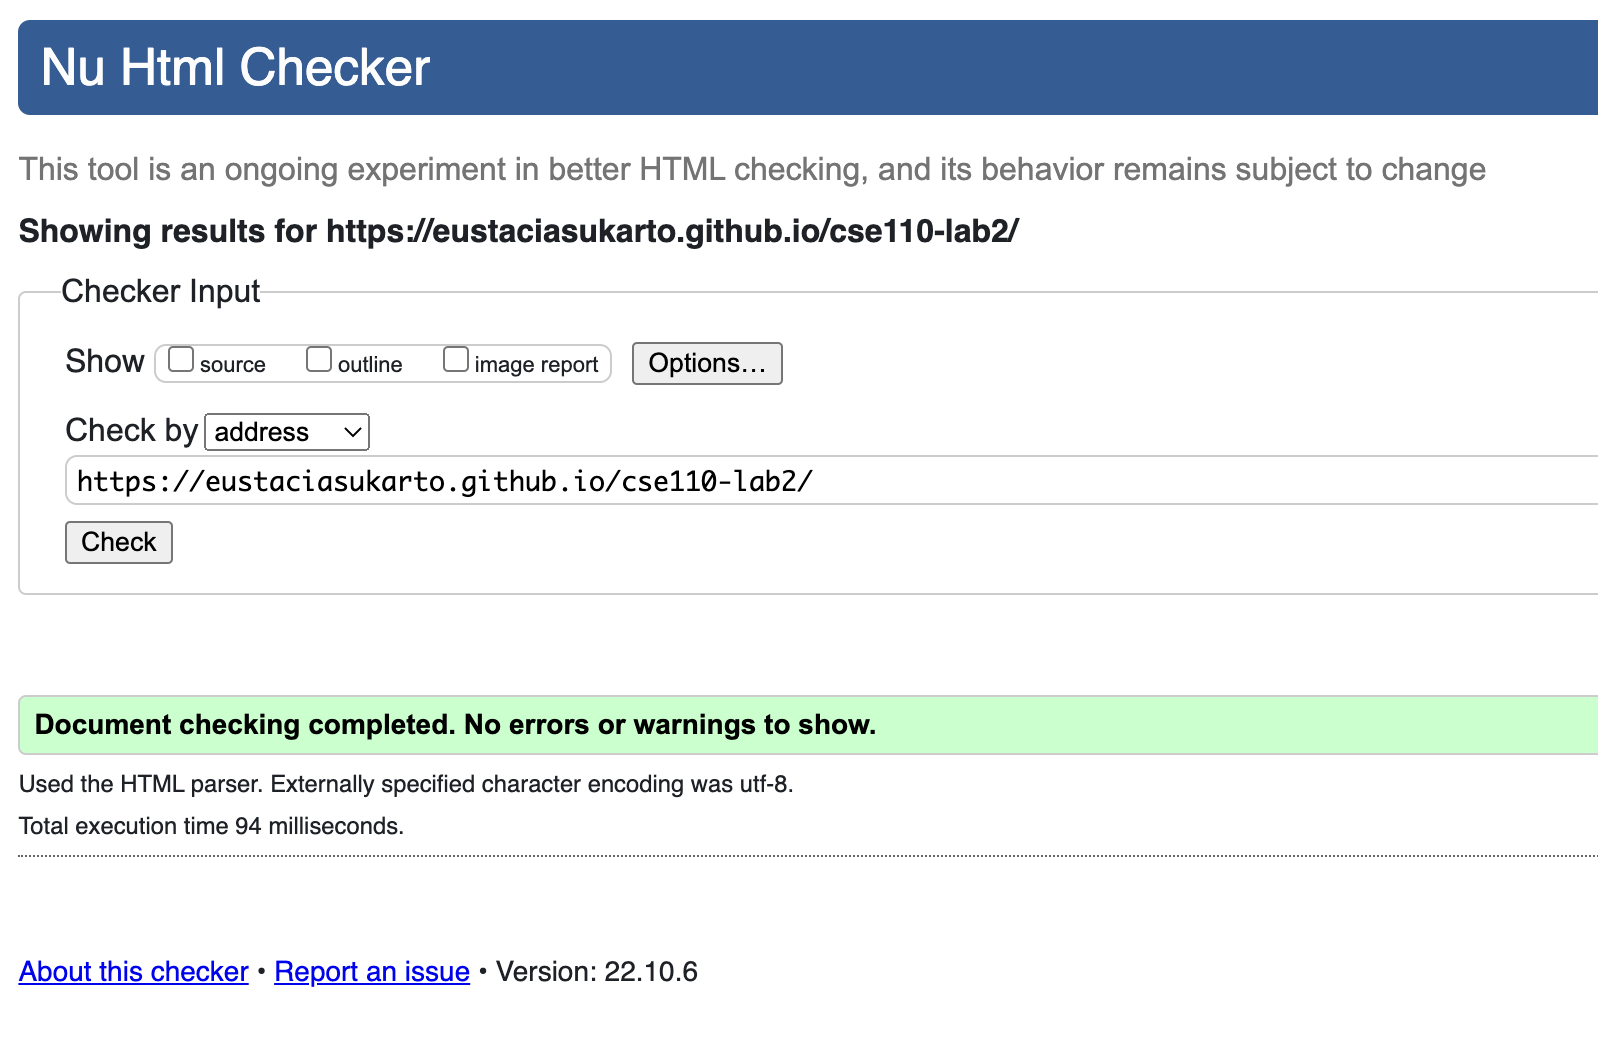 Nu Html Checker
This tool is an ongoing experiment in better HTML checking, and its behavior remains subject to change
Showing results for https://eustaciasukarto.github.io/cse110-lab2/
Checker Input
Show source outline image report Options…
Check by address
https://eustaciasukarto.github.io/cse110-lab2/
Check
Document checking completed. No errors or warnings to show.
Used the HTML parser. Externally specified character encoding was utf-8.
Total execution time 94 milliseconds.
About this checker • Report an issue • Version: 22.10.6